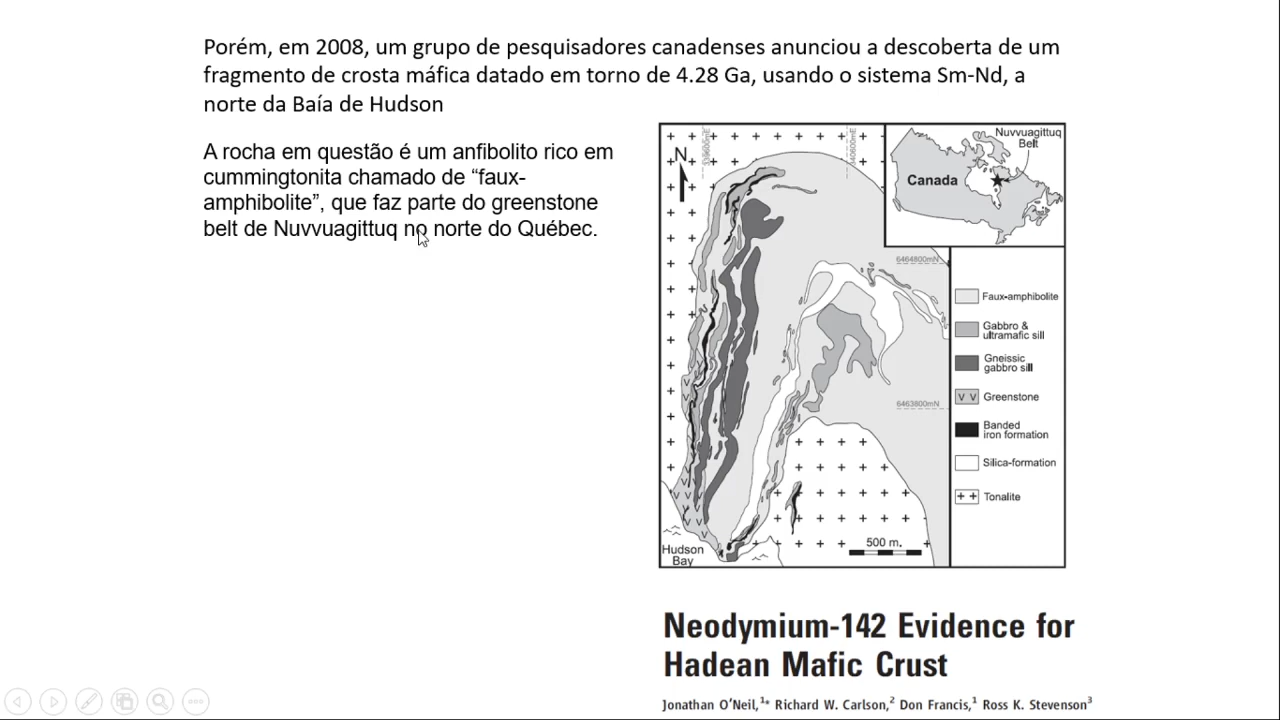 Porém, em 2008, um grupo de pesquisadores canadenses anunciou a descoberta de um
fragmento de crosta máfica datado em torno de 4.28 Ga, usando o sistema Sm-Nd, a
norte da Baía de Hudson
A rocha em questão é um anfibolito rico em
cummingtonita chamado de “faux-
amphibolite”, que faz parte do greenstone
belt de Nuvvuagittuq no norte do Québec.
N
Nuvvuagittuq
Belt
Canada
6464800mN
6463800mN
Faux-amphibolite
Gabbro &
ultramafic sill
Gneissic
gabbro sill
V V
Greenstone
Banded
iron formation
Silica-formation
+ +
Tonalite
500 m.
Hudson
Bay
Neodymium-142 Evidence for
Hadean Mafic Crust
Jonathan O’Neil,¹* Richard W. Carlson,² Don Francis,¹ Ross K. Stevenson³